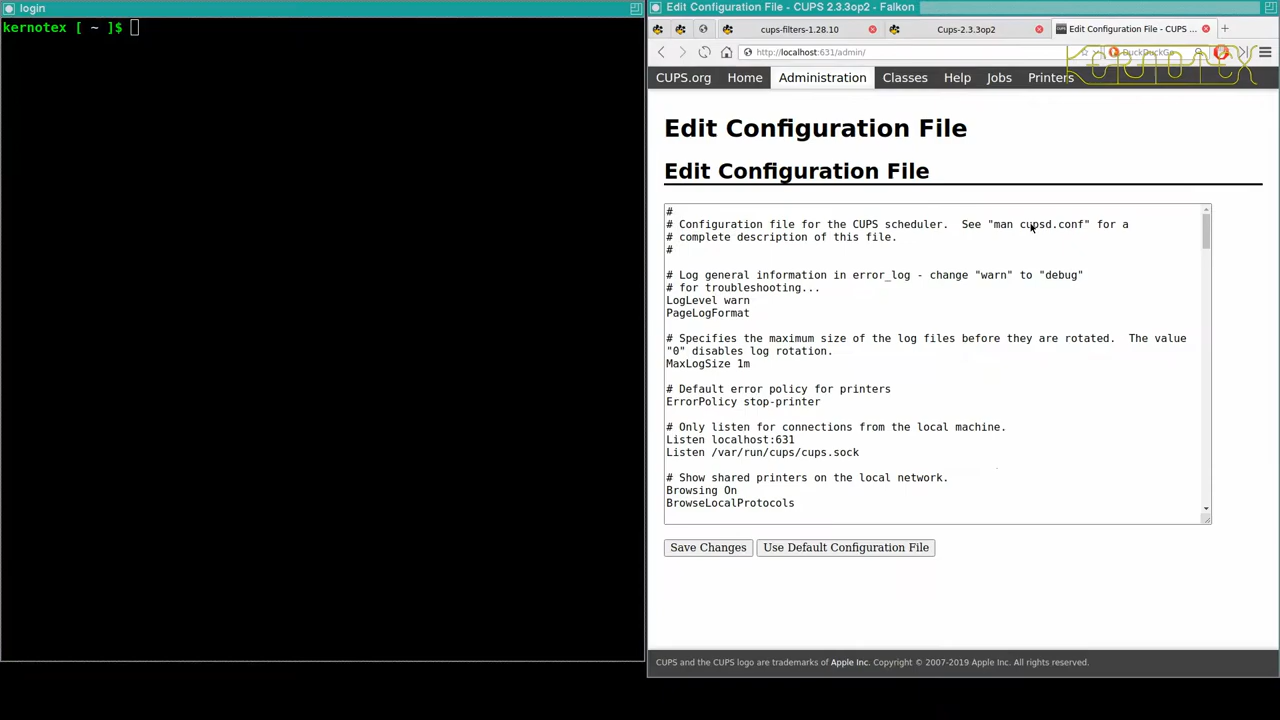 login
kernotex [ ~ ]$
Edit Configuration File - CUPS 2.3.3op2 - Falkon
cups-filters-1.28.10
Cups-2.3.3op2
Edit Configuration File - CUPS ...
http://localhost:631/admin/
DuckDuckGo
KERNOTEX
CUPS.org Home Administration Classes Help Jobs Printers
Edit Configuration File
Edit Configuration File
#
# Configuration file for the CUPS scheduler.  See "man cupsd.conf" for a
# complete description of this file.
#
# Log general information in error_log - change "warn" to "debug"
# for troubleshooting...
LogLevel warn
PageLogFormat
# Specifies the maximum size of the log files before they are rotated.  The value
"0" disables log rotation.
MaxLogSize 1m
# Default error policy for printers
ErrorPolicy stop-printer
# Only listen for connections from the local machine.
Listen localhost:631
Listen /var/run/cups/cups.sock
# Show shared printers on the local network.
Browsing On
BrowseLocalProtocols
Save Changes Use Default Configuration File
CUPS and the CUPS logo are trademarks of Apple Inc. Copyright © 2007-2019 Apple Inc. All rights reserved.